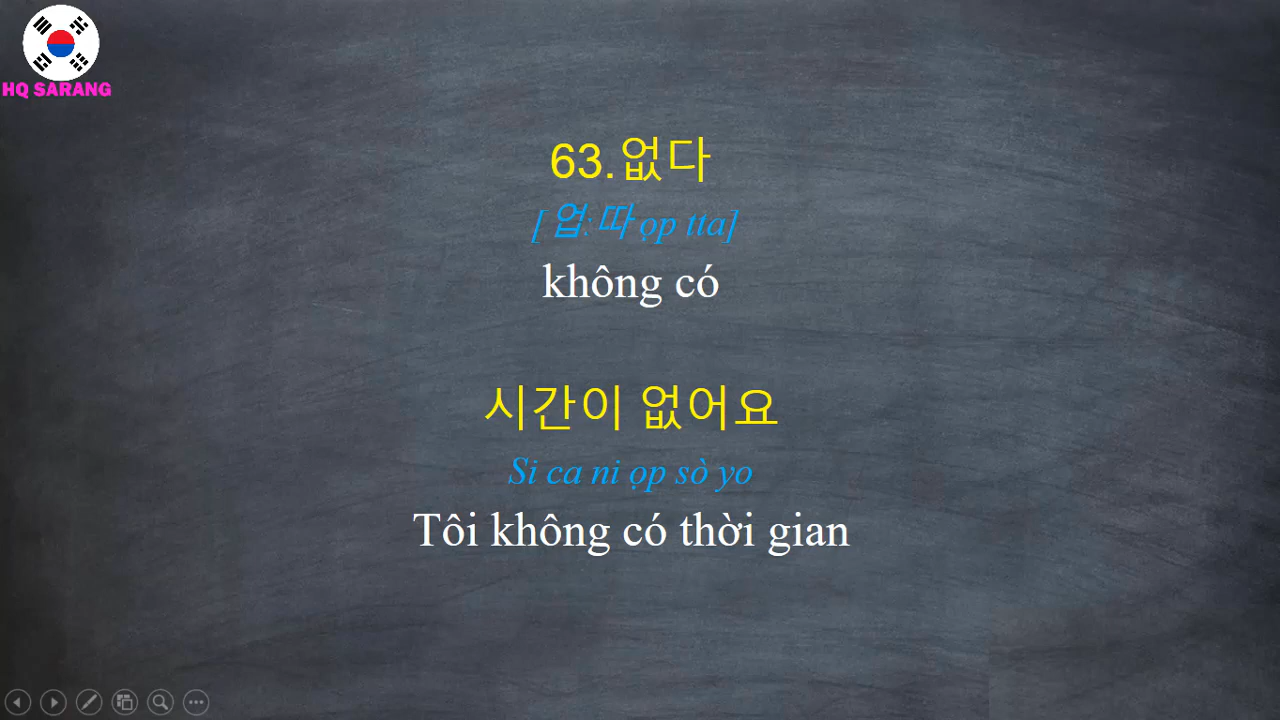 HQ SARANG
63.없다
[업:따 ọp tta]
không có
시간이 없어요
Si ca ni ọp sò yo
Tôi không có thời gian